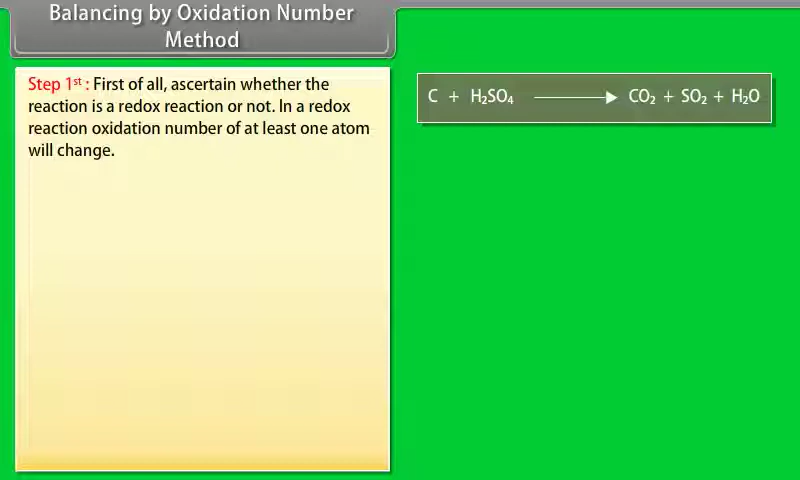 Balancing by Oxidation Number
Method
Step 1st : First of all, ascertain whether the
reaction is a redox reaction or not. In a redox
reaction oxidation number of at least one atom
will change.
C + H₂SO₄ ⟶ CO₂ + SO₂ + H₂O